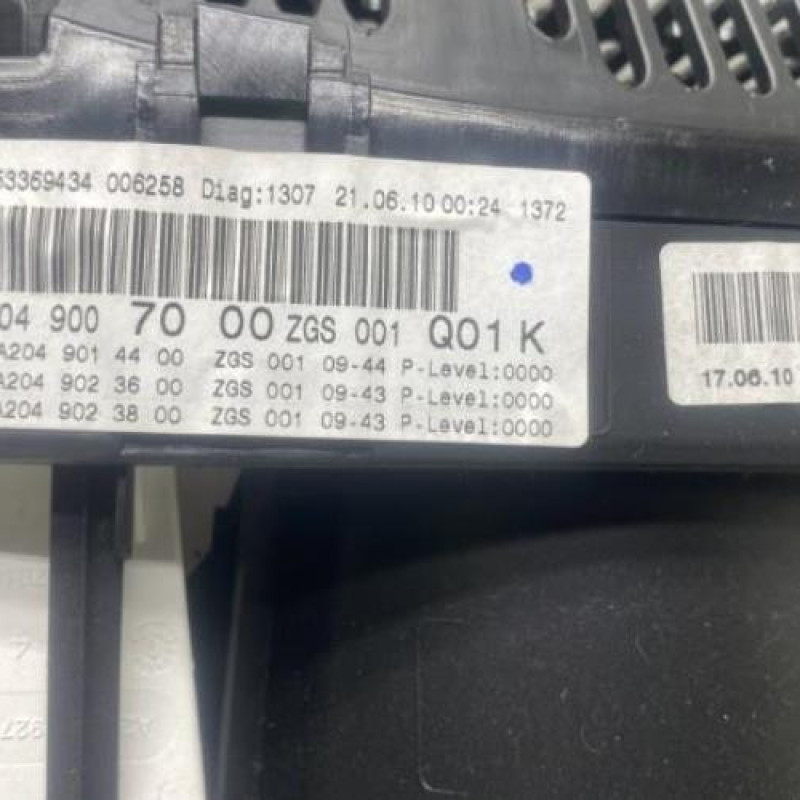 53369434 006258 Diag:1307 21.06.10 00:24 1372
04 900 70 00 ZGS 001 Q01 K
A204 901 44 00 ZGS 001 09-44 P-Level:0000
A204 902 36 00 ZGS 001 09-43 P-Level:0000
A204 902 38 00 ZGS 001 09-43 P-Level:0000
17.06.10